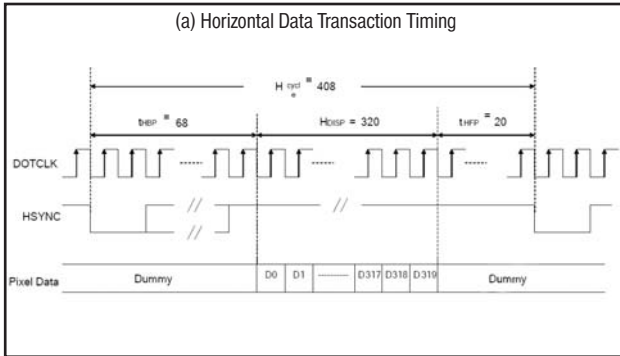 (a) Horizontal Data Transaction Timing
H cycl e = 408
tHBP = 68
HDISP = 320
tHFP = 20
DOTCLK
HSYNC
Pixel Data
Dummy
D0
D1
D317
D318
D319
Dummy